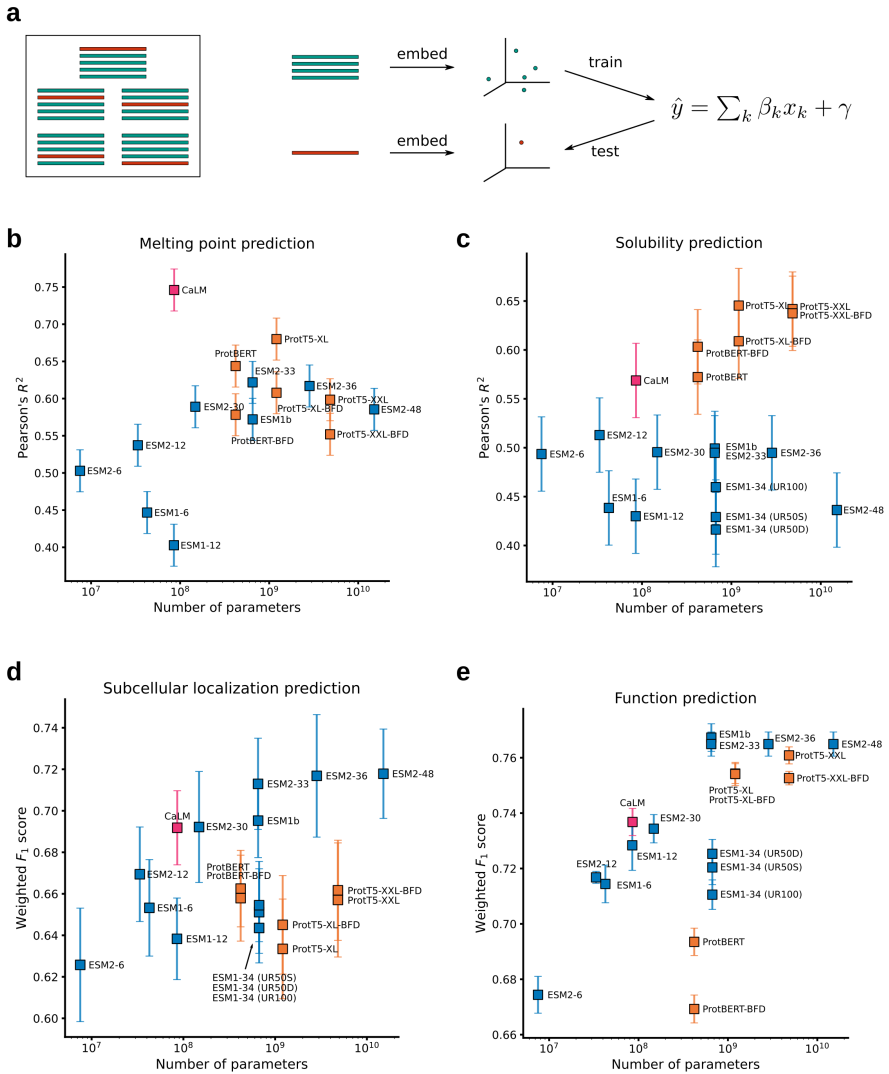 a
embed
train
ŷ = ∑k βkxk + γ
embed
test
b
Melting point prediction
Pearson's R²
0.75
0.70
0.65
0.60
0.55
0.50
0.45
0.40
CaLM
ProtT5-XL
ProtBERT
ESM2-33
ESM2-36
ESM2-30
ProtT5-XXL
ProtT5-XL-BFD
ESM2-48
ESM1b
ProtBERT-BFD
ProtT5-XXL-BFD
ESM2-12
ESM2-6
ESM1-6
ESM1-12
10⁷
10⁸
10⁹
10¹⁰
Number of parameters
c
Solubility prediction
Pearson's R²
0.65
0.60
0.55
0.50
0.45
0.40
ProtT5-XL
ProtT5-XXL
ProtT5-XXL-BFD
ProtT5-XL-BFD
ProtBERT-BFD
ProtBERT
CaLM
ESM2-12
ESM2-6
ESM2-30
ESM1b
ESM2-33
ESM2-36
ESM1-34 (UR100)
ESM1-6
ESM1-12
ESM1-34 (UR50S)
ESM1-34 (UR50D)
ESM2-48
10⁷
10⁸
10⁹
10¹⁰
Number of parameters
d
Subcellular localization prediction
Weighted F₁ score
0.74
0.72
0.70
0.68
0.66
0.64
0.62
0.60
ESM2-33
ESM2-36
ESM2-48
CaLM
ESM2-30
ESM1b
ProtBERT
ProtBERT-BFD
ESM2-12
ESM1-6
ProtT5-XXL-BFD
ProtT5-XXL
ESM1-12
ProtT5-XL-BFD
ProtT5-XL
ESM2-6
ESM1-34 (UR50S)
ESM1-34 (UR50D)
ESM1-34 (UR100)
10⁷
10⁸
10⁹
10¹⁰
Number of parameters
e
Function prediction
Weighted F₁ score
0.76
0.74
0.72
0.70
0.68
0.66
ESM1b
ESM2-33
ESM2-36
ESM2-48
ProtT5-XXL
ProtT5-XXL-BFD
ProtT5-XL
ProtT5-XL-BFD
CaLM
ESM2-30
ESM1-12
ESM2-12
ESM1-6
ESM1-34 (UR50D)
ESM1-34 (UR50S)
ESM1-34 (UR100)
ProtBERT
ESM2-6
ProtBERT-BFD
10⁷
10⁸
10⁹
10¹⁰
Number of parameters